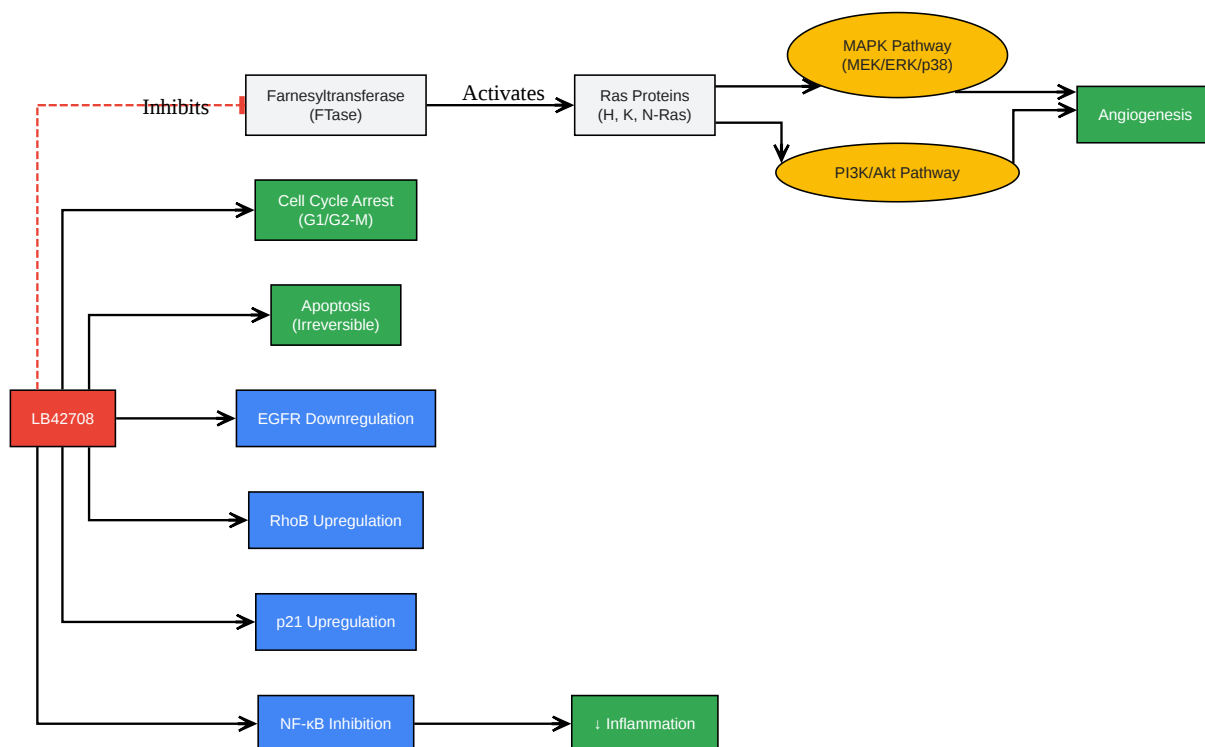 MAPK Pathway
(MEK/ERK/p38)
Inhibits
Farnesyltransferase
(FTase)
Activates
Ras Proteins
(H, K, N-Ras)
Angiogenesis
PI3K/Akt Pathway
Cell Cycle Arrest
(G1/G2-M)
Apoptosis
(Irreversible)
LB42708
EGFR Downregulation
RhoB Upregulation
p21 Upregulation
NF-κB Inhibition
↓ Inflammation